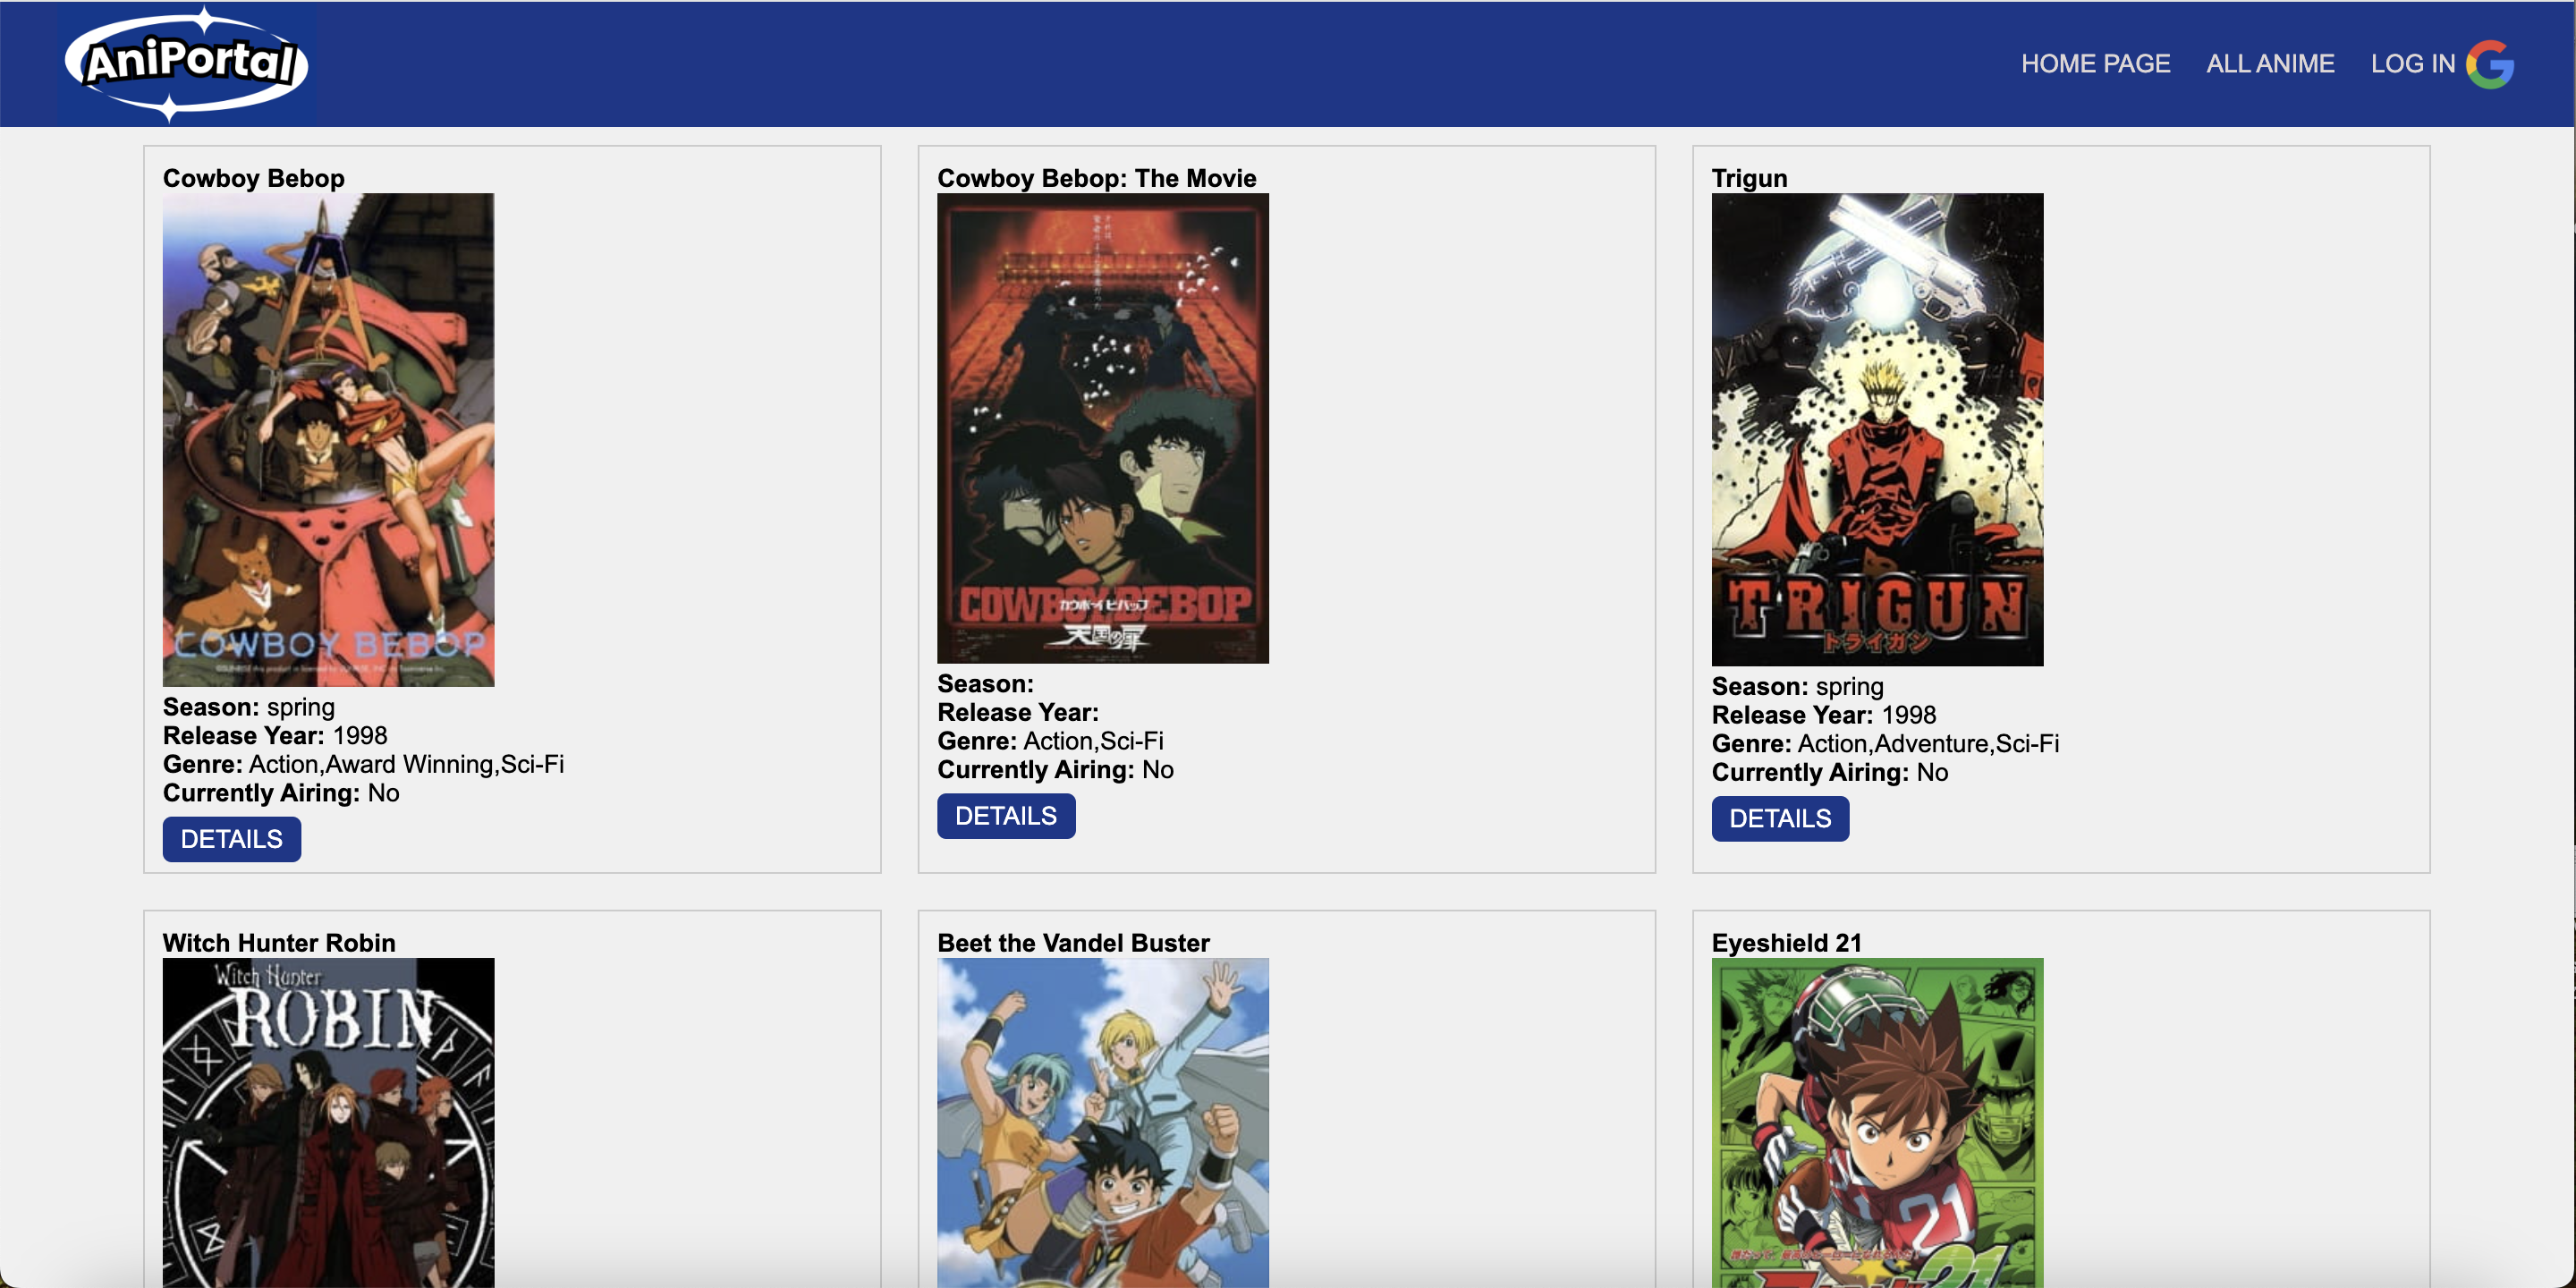 AniPortal
HOME PAGE ALL ANIME LOG IN
Cowboy Bebop
COWBOY BEBOP
Season: spring
Release Year: 1998
Genre: Action,Award Winning,Sci-Fi
Currently Airing: No
DETAILS
Cowboy Bebop: The Movie
COWBOY BEBOP
カウボーイビバップ
天国の扉
Season:
Release Year:
Genre: Action,Sci-Fi
Currently Airing: No
DETAILS
Trigun
TRIGUN
トライガン
Season: spring
Release Year: 1998
Genre: Action,Adventure,Sci-Fi
Currently Airing: No
DETAILS
Witch Hunter Robin
Witch Hunter
ROBIN
Beet the Vandel Buster
Eyeshield 21
21
21